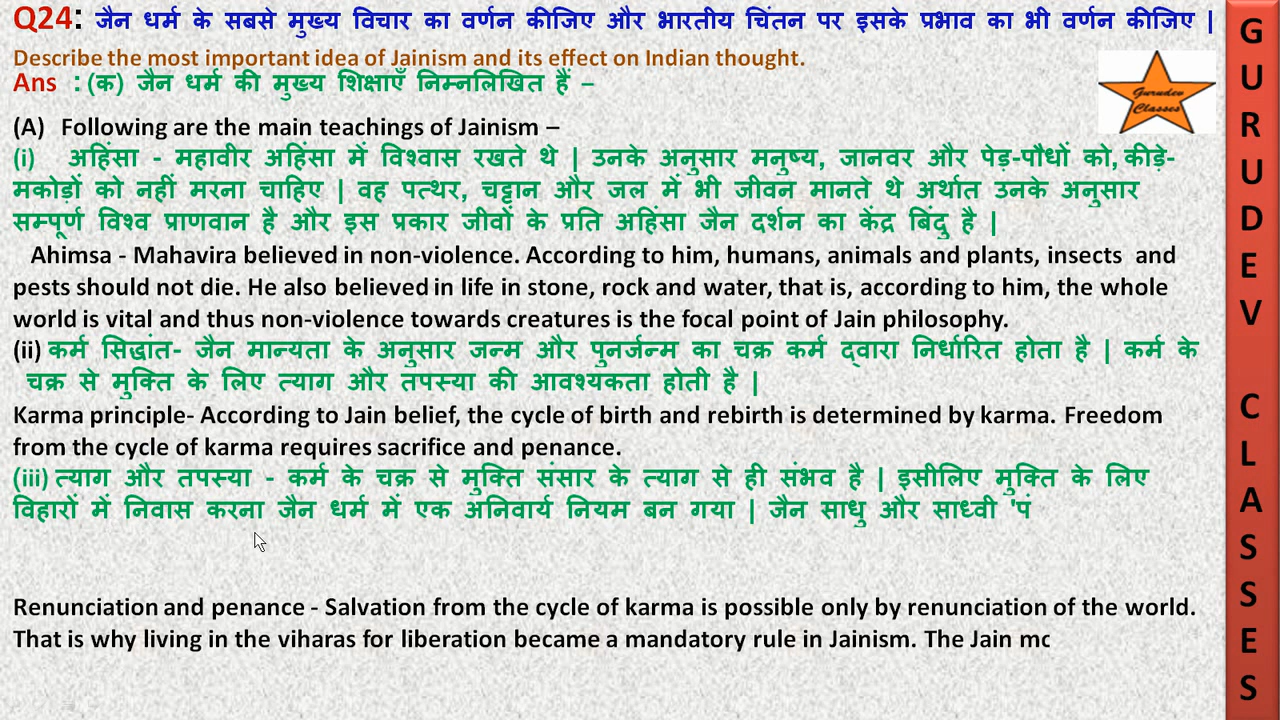 Q24: जैन धर्म के सबसे मुख्य विचार का वर्णन कीजिए और भारतीय चिंतन पर इसके प्रभाव का भी वर्णन कीजिए |
Describe the most important idea of Jainism and its effect on Indian thought.
Ans : (क) जैन धर्म की मुख्य शिक्षाएँ निम्नलिखित हैं –
(A) Following are the main teachings of Jainism –
(i) अहिंसा - महावीर अहिंसा में विश्वास रखते थे | उनके अनुसार मनुष्य, जानवर और पेड़-पौधों को, कीड़े-
मकोड़ों को नहीं मरना चाहिए | वह पत्थर, चट्टान और जल में भी जीवन मानते थे अर्थात उनके अनुसार
सम्पूर्ण विश्व प्राणवान है और इस प्रकार जीवों के प्रति अहिंसा जैन दर्शन का केंद्र बिंदु है |
Ahimsa - Mahavira believed in non-violence. According to him, humans, animals and plants, insects and
pests should not die. He also believed in life in stone, rock and water, that is, according to him, the whole
world is vital and thus non-violence towards creatures is the focal point of Jain philosophy.
(ii) कर्म सिद्धांत- जैन मान्यता के अनुसार जन्म और पुनर्जन्म का चक्र कर्म द्वारा निर्धारित होता है | कर्म के
चक्र से मुक्ति के लिए त्याग और तपस्या की आवश्यकता होती है |
Karma principle- According to Jain belief, the cycle of birth and rebirth is determined by karma. Freedom
from the cycle of karma requires sacrifice and penance.
(iii) त्याग और तपस्या - कर्म के चक्र से मुक्ति संसार के त्याग से ही संभव है | इसीलिए मुक्ति के लिए
विहारों में निवास करना जैन धर्म में एक अनिवार्य नियम बन गया | जैन साधु और साध्वी 'पं
Renunciation and penance - Salvation from the cycle of karma is possible only by renunciation of the world.
That is why living in the viharas for liberation became a mandatory rule in Jainism. The Jain mc
Gurudev
Classes
GURUDEV CLASSES